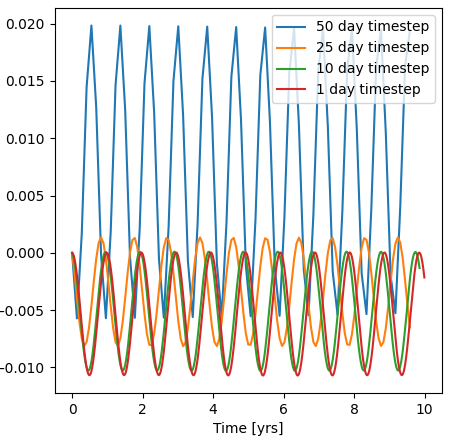 0.020
0.015
0.010
0.005
0.000
−0.005
−0.010
50 day timestep
25 day timestep
10 day timestep
1 day timestep
0 2 4 6 8 10
Time [yrs]